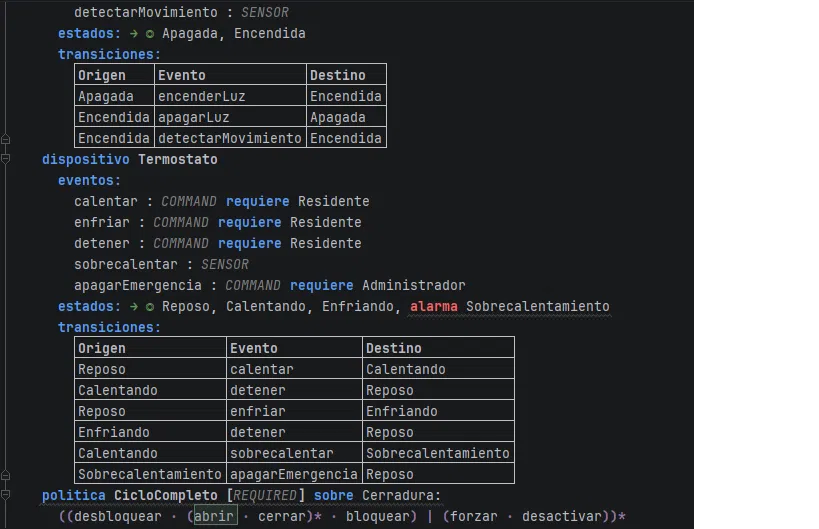 detectarMovimiento : SENSOR
estados: → © Apagada, Encendida
transiciones:
Origen Evento Destino
Apagada encenderLuz Encendida
Encendida apagarLuz Apagada
Encendida detectarMovimiento Encendida
dispositivo Termostato
eventos:
calentar : COMMAND requiere Residente
enfriar : COMMAND requiere Residente
detener : COMMAND requiere Residente
sobrecalentar : SENSOR
apagarEmergencia : COMMAND requiere Administrador
estados: → © Reposo, Calentando, Enfriando, alarma Sobrecalentamiento
transiciones:
Origen Evento Destino
Reposo calentar Calentando
Calentando detener Reposo
Reposo enfriar Enfriando
Enfriando detener Reposo
Calentando sobrecalentar Sobrecalentamiento
Sobrecalentamiento apagarEmergencia Reposo
politica CicloCompleto [REQUIRED] sobre Cerradura:
((desbloquear · (abrir · cerrar)* · bloquear) | (forzar · desactivar))*